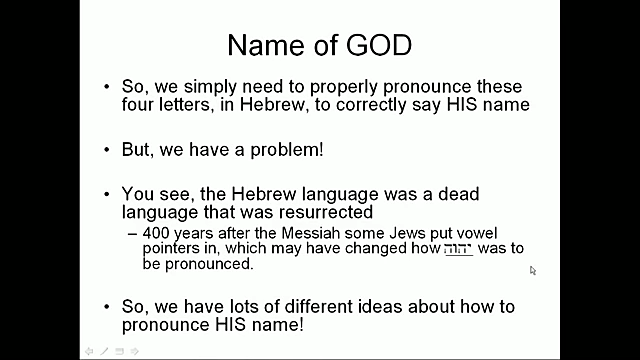 Name of GOD
• So, we simply need to properly pronounce these
four letters, in Hebrew, to correctly say HIS name
• But, we have a problem!
• You see, the Hebrew language was a dead
language that was resurrected
– 400 years after the Messiah some Jews put vowel
pointers in, which may have changed how יהוה was to
be pronounced.
• So, we have lots of different ideas about how to
pronounce HIS name!